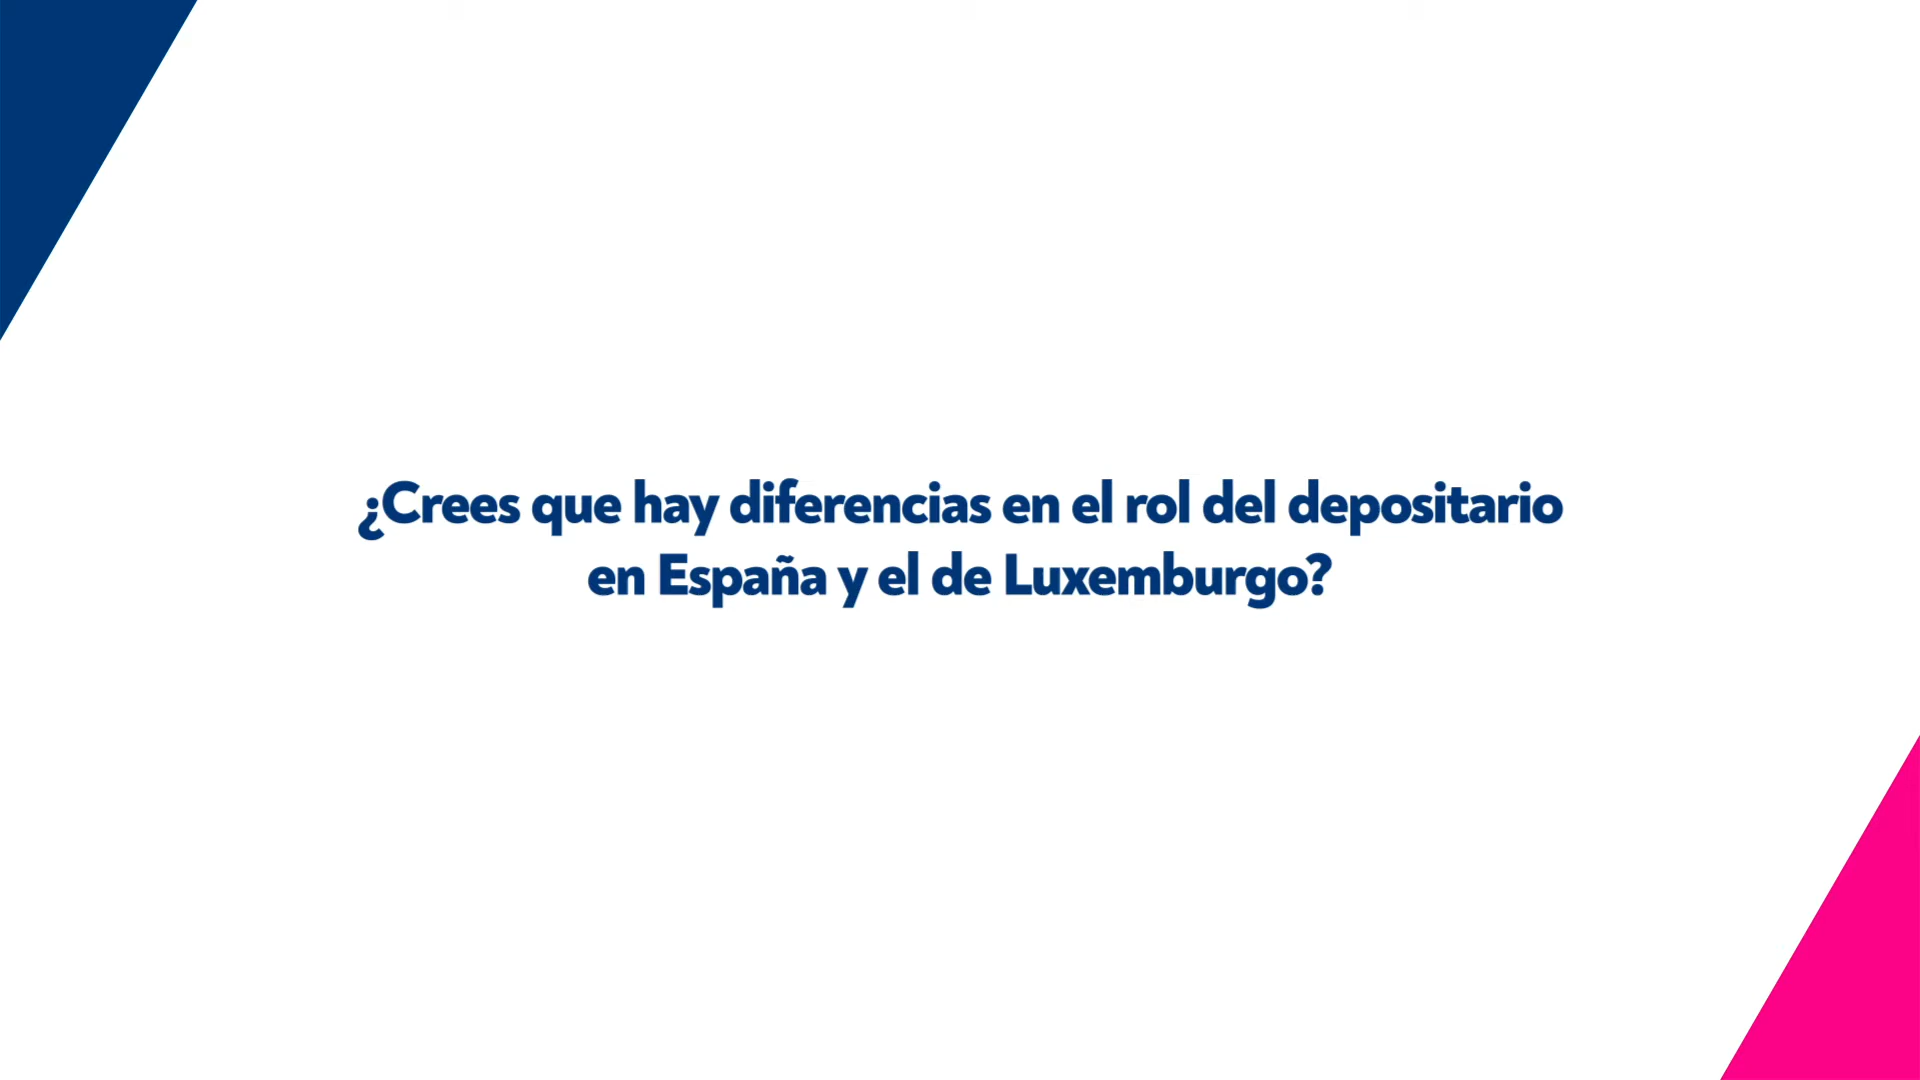 ¿Crees que hay diferencias en el rol del depositario
en España y el de Luxemburgo?